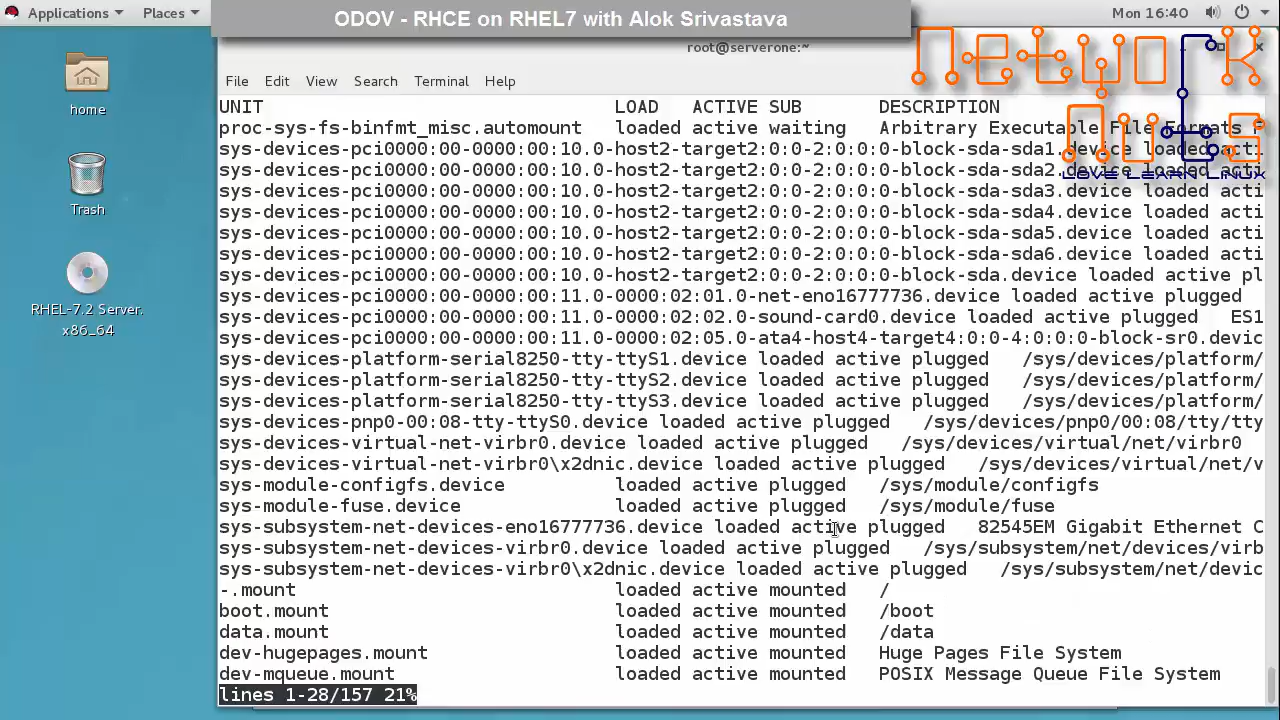 Applications Places Mon 16:40
ODOV - RHCE on RHEL7 with Alok Srivastava
root@serverone:~
network
nuts
LOVE LEARN LINUX
File Edit View Search Terminal Help
home
Trash
RHEL-7.2 Server.
x86_64
UNIT LOAD ACTIVE SUB DESCRIPTION
proc-sys-fs-binfmt_misc.automount loaded active waiting Arbitrary Executable File Formats F
sys-devices-pci0000:00-0000:00:10.0-host2-target2:0:0-2:0:0:0-block-sda-sda1.device loaded acti
sys-devices-pci0000:00-0000:00:10.0-host2-target2:0:0-2:0:0:0-block-sda-sda2.device loaded acti
sys-devices-pci0000:00-0000:00:10.0-host2-target2:0:0-2:0:0:0-block-sda-sda3.device loaded acti
sys-devices-pci0000:00-0000:00:10.0-host2-target2:0:0-2:0:0:0-block-sda-sda4.device loaded acti
sys-devices-pci0000:00-0000:00:10.0-host2-target2:0:0-2:0:0:0-block-sda-sda5.device loaded acti
sys-devices-pci0000:00-0000:00:10.0-host2-target2:0:0-2:0:0:0-block-sda-sda6.device loaded acti
sys-devices-pci0000:00-0000:00:10.0-host2-target2:0:0-2:0:0:0-block-sda.device loaded active pl
sys-devices-pci0000:00-0000:00:11.0-0000:02:01.0-net-eno16777736.device loaded active plugged
sys-devices-pci0000:00-0000:00:11.0-0000:02:02.0-sound-card0.device loaded active plugged ES1
sys-devices-pci0000:00-0000:00:11.0-0000:02:05.0-ata4-host4-target4:0:0-4:0:0:0-block-sr0.devic
sys-devices-platform-serial8250-tty-ttyS1.device loaded active plugged /sys/devices/platform/
sys-devices-platform-serial8250-tty-ttyS2.device loaded active plugged /sys/devices/platform/
sys-devices-platform-serial8250-tty-ttyS3.device loaded active plugged /sys/devices/platform/
sys-devices-pnp0-00:08-tty-ttyS0.device loaded active plugged /sys/devices/pnp0/00:08/tty/tty
sys-devices-virtual-net-virbr0.device loaded active plugged /sys/devices/virtual/net/virbr0
sys-devices-virtual-net-virbr0\x2dnic.device loaded active plugged /sys/devices/virtual/net/v
sys-module-configfs.device loaded active plugged /sys/module/configfs
sys-module-fuse.device loaded active plugged /sys/module/fuse
sys-subsystem-net-devices-eno16777736.device loaded active plugged 82545EM Gigabit Ethernet C
sys-subsystem-net-devices-virbr0.device loaded active plugged /sys/subsystem/net/devices/virb
sys-subsystem-net-devices-virbr0\x2dnic.device loaded active plugged /sys/subsystem/net/devic
-.mount loaded active mounted /
boot.mount loaded active mounted /boot
data.mount loaded active mounted /data
dev-hugepages.mount loaded active mounted Huge Pages File System
dev-mqueue.mount loaded active mounted POSIX Message Queue File System
lines 1-28/157 21%